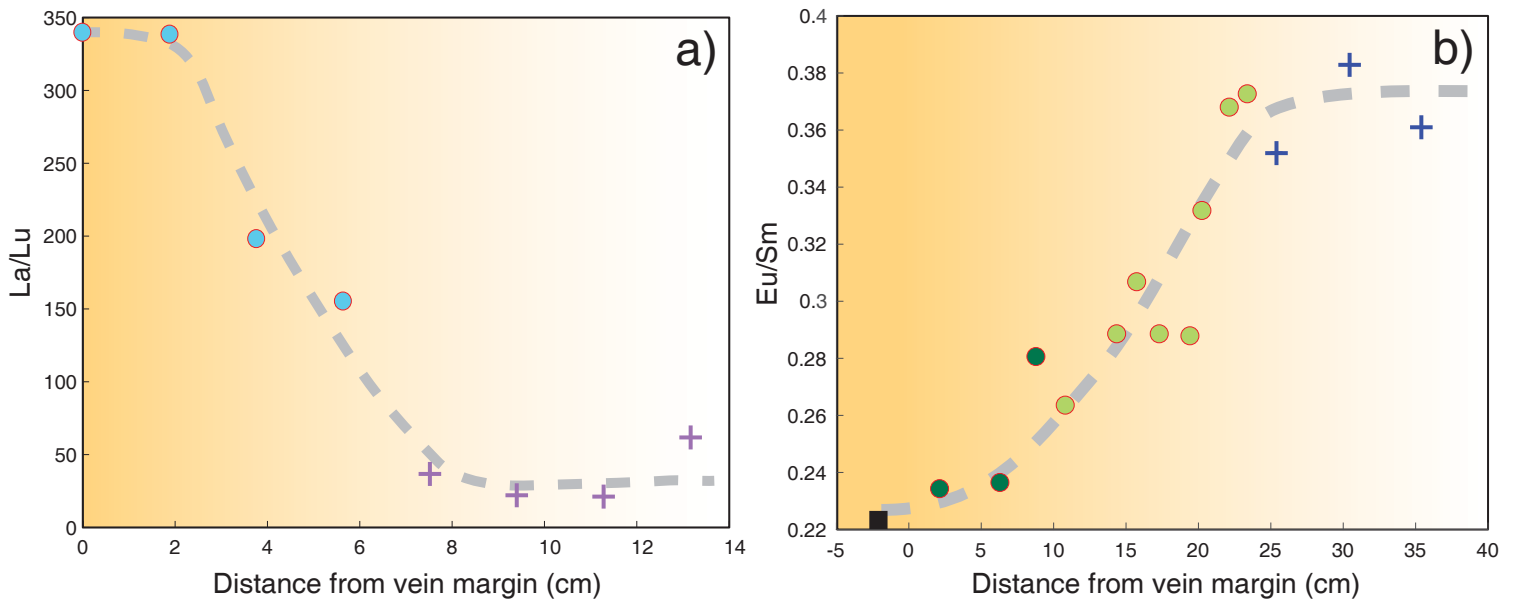 a)
La/Lu
350
300
250
200
150
100
50
0
0 2 4 6 8 10 12 14
Distance from vein margin (cm)
b)
Eu/Sm
0.4
0.38
0.36
0.34
0.32
0.3
0.28
0.26
0.24
0.22
-5 0 5 10 15 20 25 30 35 40
Distance from vein margin (cm)